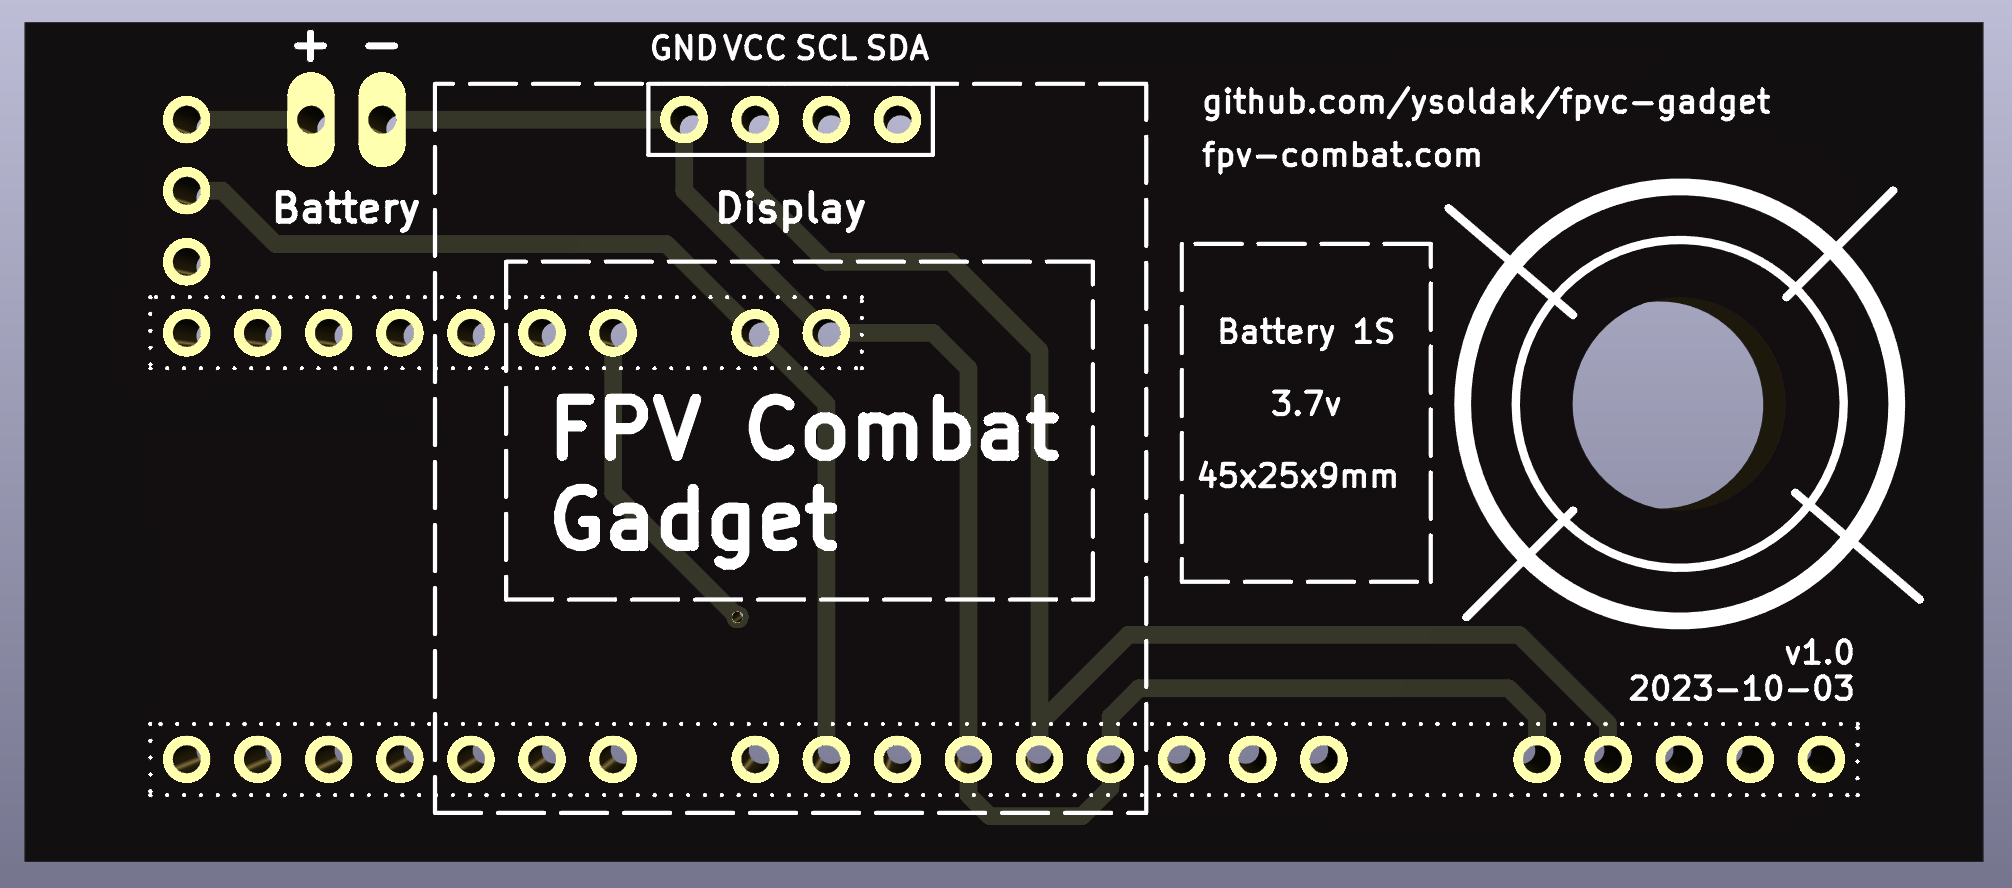 + −
GND VCC SCL SDA
github.com/ysoldak/fpvc-gadget
fpv-combat.com
Battery
Display
Battery 1S
3.7v
45x25x9mm
FPV Combat
Gadget
v1.0
2023-10-03